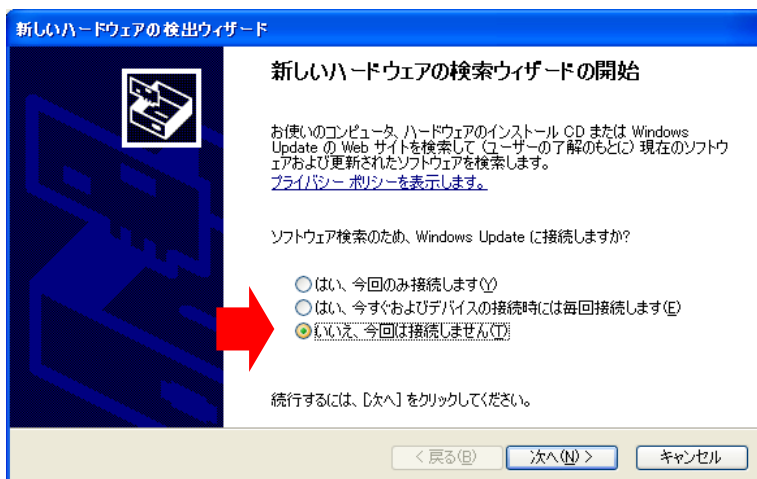 新しいハードウェアの検出ウィザード
新しいハードウェアの検索ウィザードの開始
お使いのコンピュータ、ハードウェアのインストール CD または Windows
Update の Web サイトを検索して (ユーザーの了解のもとに) 現在のソフトウ
ェアおよび更新されたソフトウェアを検索します。
プライバシー ポリシーを表示します。
ソフトウェア検索のため、Windows Update に接続しますか?
はい、今回のみ接続します(Y)
はい、今すぐおよびデバイスの接続時には毎回接続します(E)
いいえ、今回は接続しません(T)
続行するには、[次へ] をクリックしてください。
< 戻る(B) 次へ(N) > キャンセル